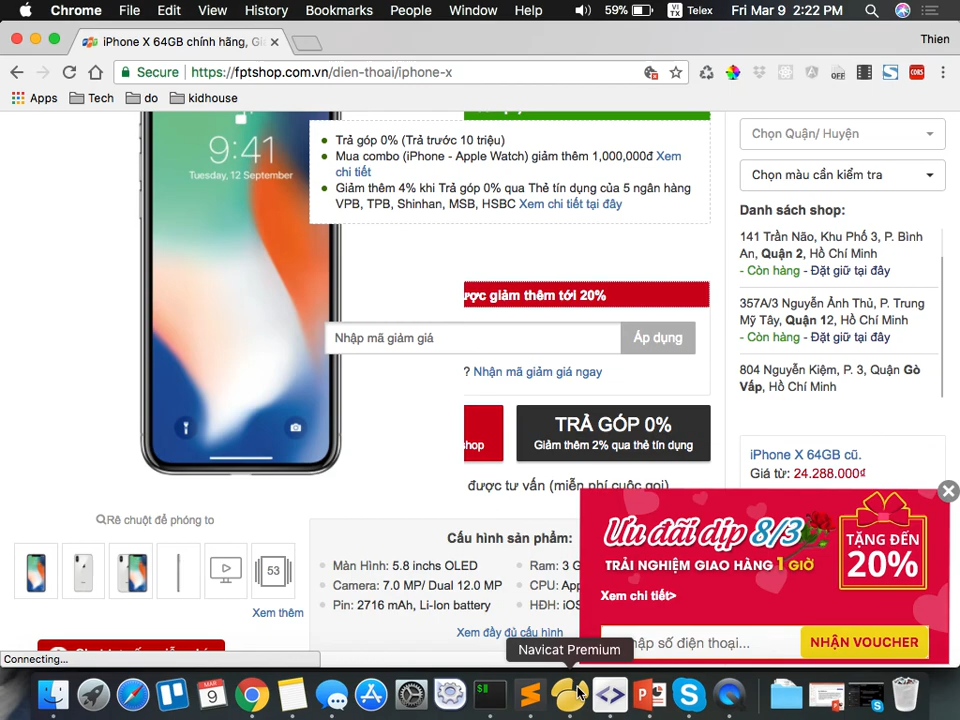 Chrome File Edit View History Bookmarks People Window Help 59% VI TX Telex Fri Mar 9 2:22 PM
iPhone X 64GB chính hãng, Gi
Thien
Secure https://fptshop.com.vn/dien-thoai/iphone-x OFF CORS
Apps Tech do kidhouse
9:41
Tuesday, 12 September
Trả góp 0% (Trả trước 10 triệu)
Mua combo (iPhone - Apple Watch) giảm thêm 1,000,000đ Xem
chi tiết
Giảm thêm 4% khi Trả góp 0% qua Thẻ tín dụng của 5 ngân hàng
VPB, TPB, Shinhan, MSB, HSBC Xem chi tiết tại đây
ược giảm thêm tới 20%
Nhập mã giảm giá
Áp dụng
? Nhận mã giảm giá ngay
hop
TRẢ GÓP 0%
Giảm thêm 2% qua thẻ tín dụng
được tư vấn (miễn phí cuộc gọi)
Chọn Quận/ Huyện
Chọn màu cần kiểm tra
Danh sách shop:
141 Trần Não, Khu Phố 3, P. Bình
An, Quận 2, Hồ Chí Minh
- Còn hàng - Đặt giữ tại đây
357A/3 Nguyễn Ảnh Thủ, P. Trung
Mỹ Tây, Quận 12, Hồ Chí Minh
- Còn hàng - Đặt giữ tại đây
804 Nguyễn Kiệm, P. 3, Quận Gò
Vấp, Hồ Chí Minh
iPhone X 64GB cũ.
Giá từ: 24.288.000₫
Rê chuột để phóng to
53
Xem thêm
Cấu hình sản phẩm:
Màn Hình: 5.8 inchs OLED
Ram: 3 G
Camera: 7.0 MP/ Dual 12.0 MP
CPU: App
Pin: 2716 mAh, Li-Ion battery
HĐH: iOS
Xem đầy đủ cấu hình
Ưu đãi dịp 8/3
TRẢI NGHIỆM GIAO HÀNG 1 GIỜ
Xem chi tiết>
TẶNG ĐẾN
20%
hập số điện thoại...
NHẬN VOUCHER
Connecting...
Navicat Premium
9